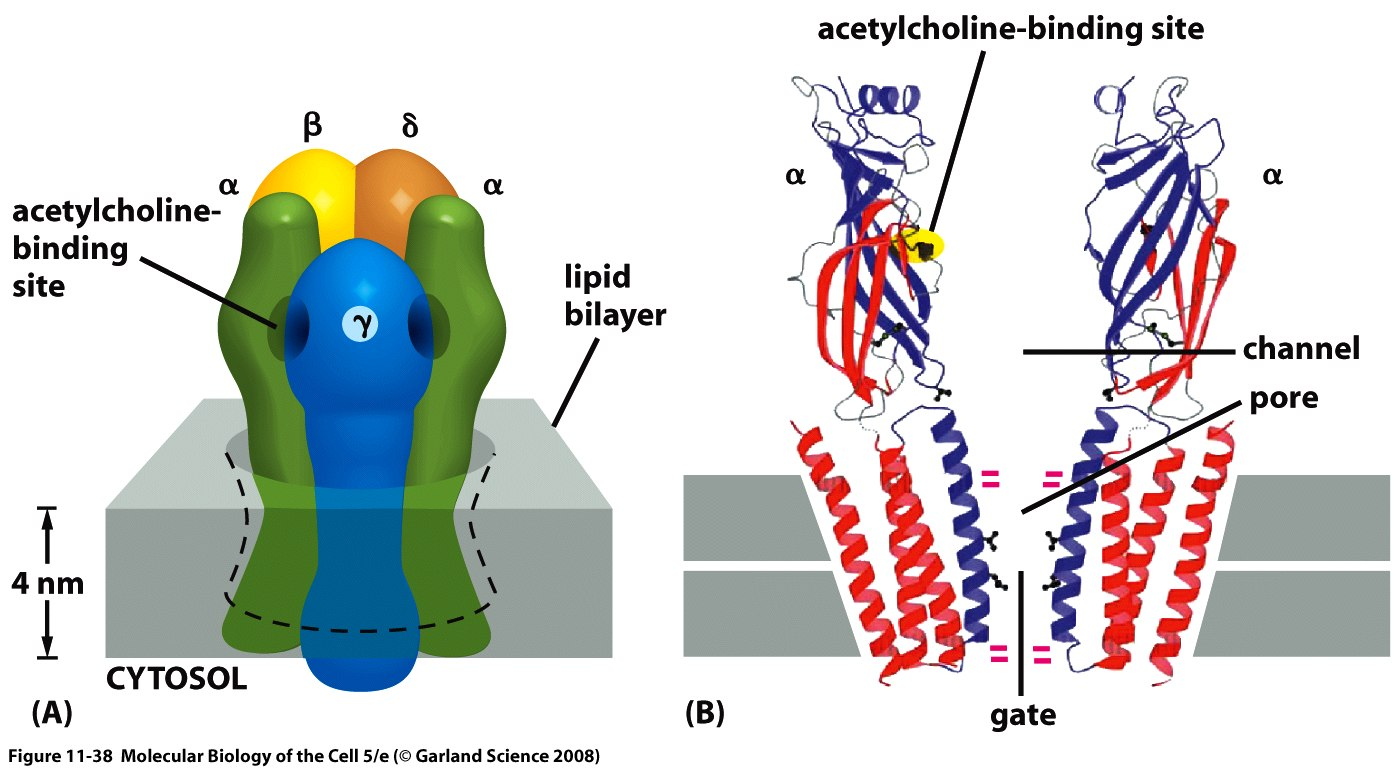 β
δ
α
α
acetylcholine-
binding
site
γ
lipid
bilayer
4 nm
CYTOSOL
(A)
acetylcholine-binding site
α
α
channel
pore
gate
(B)
Figure 11-38 Molecular Biology of the Cell 5/e (© Garland Science 2008)